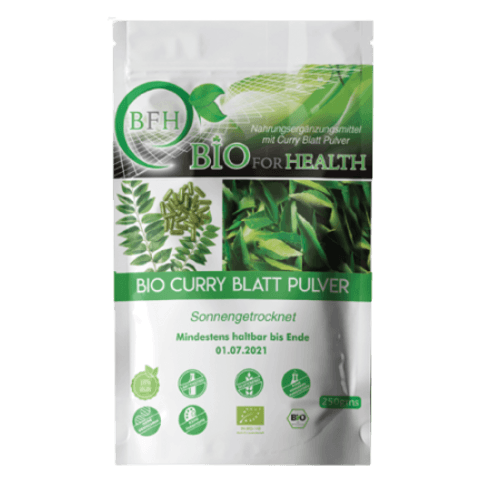 BFH
Nahrungsergänzungsmittel
mit Curry Blatt Pulver
BIO FOR HEALTH
BIO CURRY BLATT PULVER
Sonnengetrocknet
Mindestens haltbar bis Ende
01.07.2021
250gms
BIO